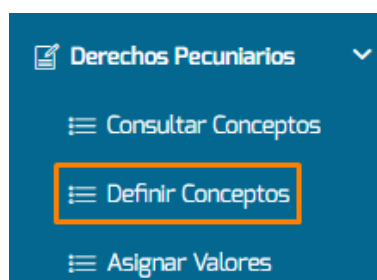 Derechos Pecuniarios
Consultar Conceptos
Definir Conceptos
Asignar Valores